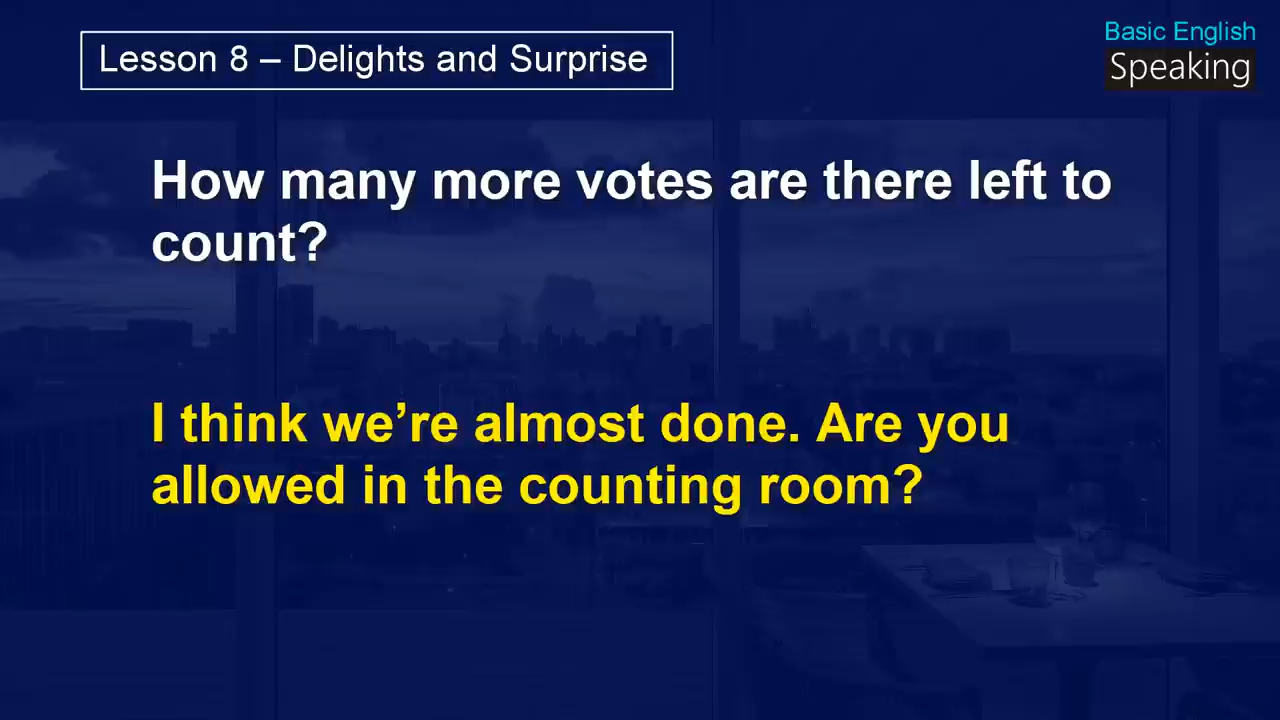 Lesson 8 – Delights and Surprise
Basic English
Speaking
How many more votes are there left to
count?
I think we’re almost done. Are you
allowed in the counting room?